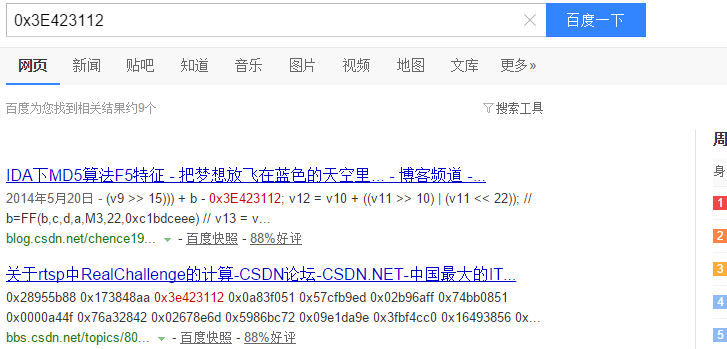 0x3E423112
百度一下
网页 新闻 贴吧 知道 音乐 图片 视频 地图 文库 更多»
百度为您找到相关结果约9个
搜索工具
IDA下MD5算法F5特征 - 把梦想放飞在蓝色的天空里... - 博客频道 -...
2014年5月20日 - (v9 >> 15))) + b - 0x3E423112; v12 = v10 + ((v11 >> 10) | (v11 << 22)); //
b=FF(b,c,d,a,M3,22,0xc1bdceee) // v13 = v...
blog.csdn.net/chence19... - 百度快照 - 88%好评
关于rtsp中RealChallenge的计算-CSDN论坛-CSDN.NET-中国最大的IT...
0x28955b88 0x173848aa 0x3e423112 0x0a83f051 0x57cfb9ed 0x02b96aff 0x74bb0851
0x0000a44f 0x76a32842 0x02678e6d 0x5986bc72 0x09e1da9e 0x3fbf4cc0 0x16493856 0x...
bbs.csdn.net/topics/80... - 百度快照 - 88%好评
周
身
1
2
3
4
5